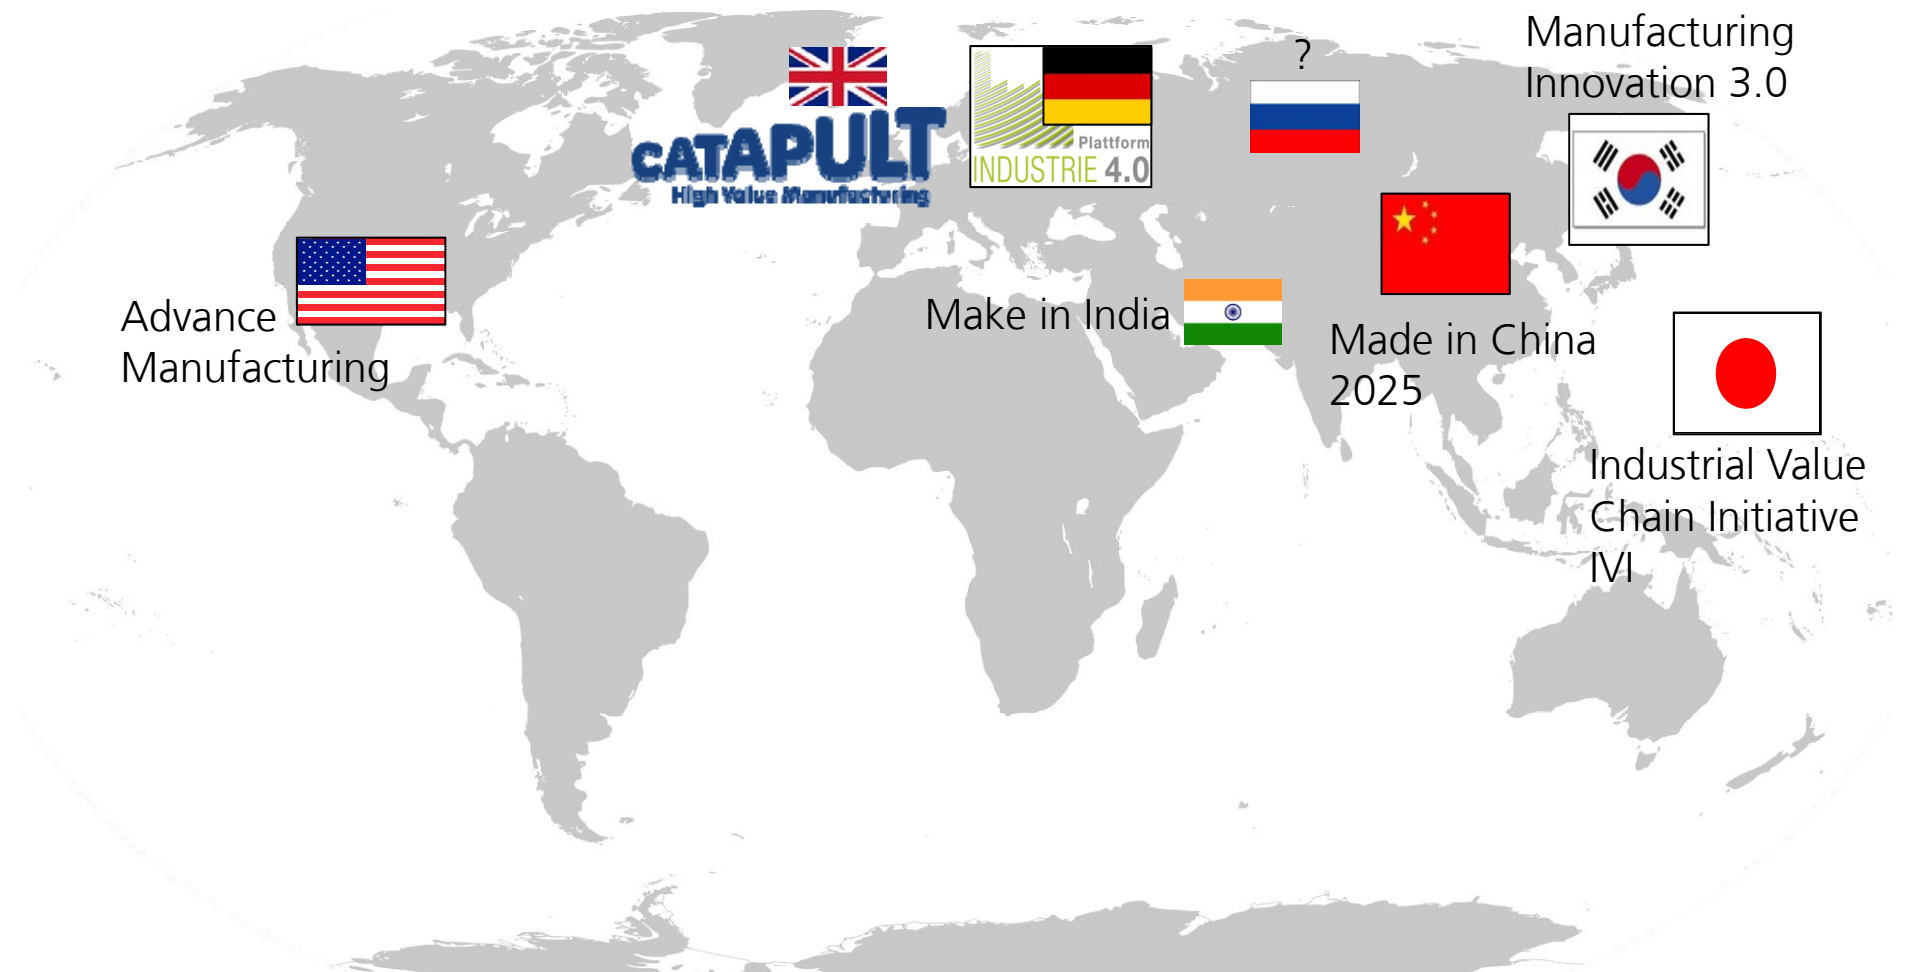 Manufacturing
Innovation 3.0
?
CATAPULT
High Value Manufacturing
Plattform
INDUSTRIE 4.0
Advance
Manufacturing
Make in India
Made in China
2025
Industrial Value
Chain Initiative
IVI